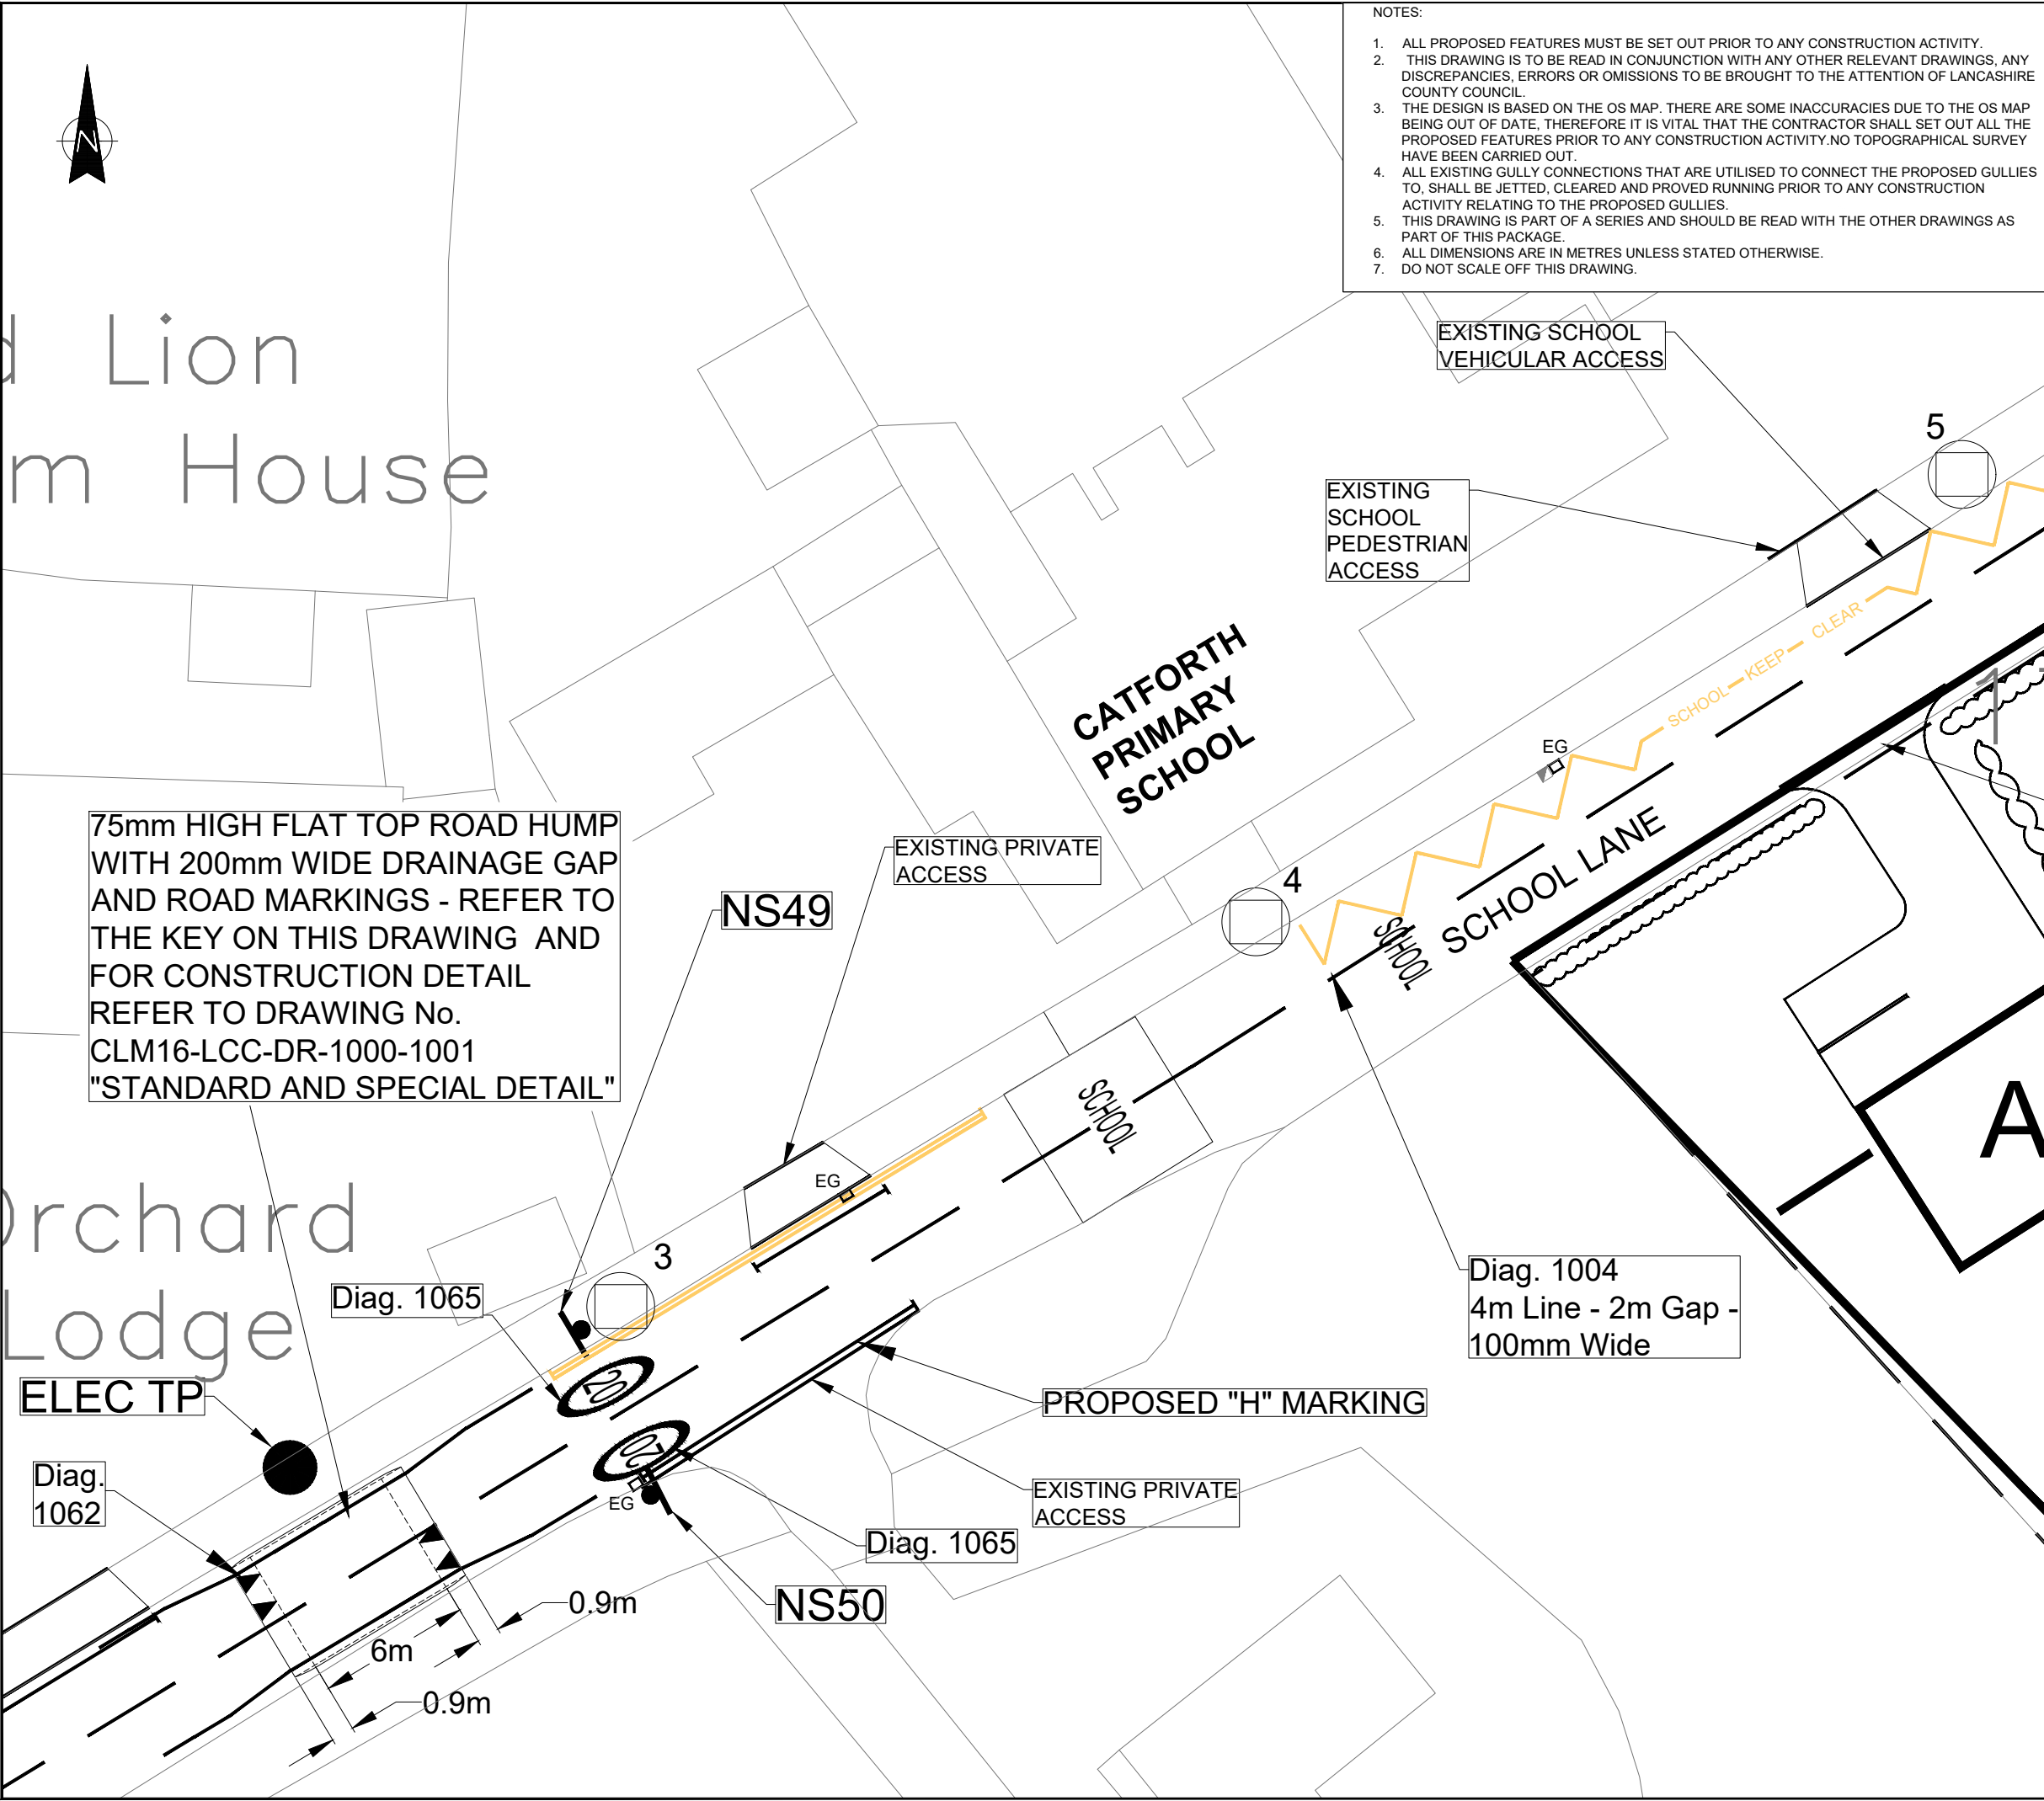 NOTES:
1. ALL PROPOSED FEATURES MUST BE SET OUT PRIOR TO ANY CONSTRUCTION ACTIVITY.
2. THIS DRAWING IS TO BE READ IN CONJUNCTION WITH ANY OTHER RELEVANT DRAWINGS, ANY
DISCREPANCIES, ERRORS OR OMISSIONS TO BE BROUGHT TO THE ATTENTION OF LANCASHIRE
COUNTY COUNCIL.
3. THE DESIGN IS BASED ON THE OS MAP. THERE ARE SOME INACCURACIES DUE TO THE OS MAP
BEING OUT OF DATE, THEREFORE IT IS VITAL THAT THE CONTRACTOR SHALL SET OUT ALL THE
PROPOSED FEATURES PRIOR TO ANY CONSTRUCTION ACTIVITY.NO TOPOGRAPHICAL SURVEY
HAVE BEEN CARRIED OUT.
4. ALL EXISTING GULLY CONNECTIONS THAT ARE UTILISED TO CONNECT THE PROPOSED GULLIES
TO, SHALL BE JETTED, CLEARED AND PROVED RUNNING PRIOR TO ANY CONSTRUCTION
ACTIVITY RELATING TO THE PROPOSED GULLIES.
5. THIS DRAWING IS PART OF A SERIES AND SHOULD BE READ WITH THE OTHER DRAWINGS AS
PART OF THIS PACKAGE.
6. ALL DIMENSIONS ARE IN METRES UNLESS STATED OTHERWISE.
7. DO NOT SCALE OFF THIS DRAWING.
N
d Lion
m House
EXISTING SCHOOL
VEHICULAR ACCESS
5
EXISTING
SCHOOL
PEDESTRIAN
ACCESS
CATFORTH
PRIMARY
SCHOOL
SCHOOL KEEP CLEAR
EG
1
75mm HIGH FLAT TOP ROAD HUMP
WITH 200mm WIDE DRAINAGE GAP
AND ROAD MARKINGS - REFER TO
THE KEY ON THIS DRAWING AND
FOR CONSTRUCTION DETAIL
REFER TO DRAWING No.
CLM16-LCC-DR-1000-1001
"STANDARD AND SPECIAL DETAIL"
EXISTING PRIVATE
ACCESS
NS49
4
SCHOOL
SCHOOL LANE
SCHOOL
A
EG
Orchard
Lodge
3
Diag. 1065
Diag. 1004
4m Line - 2m Gap -
100mm Wide
ELEC TP
20
20
PROPOSED "H" MARKING
Diag.
1062
EG
EXISTING PRIVATE
ACCESS
Diag. 1065
NS50
0.9m
6m
0.9m